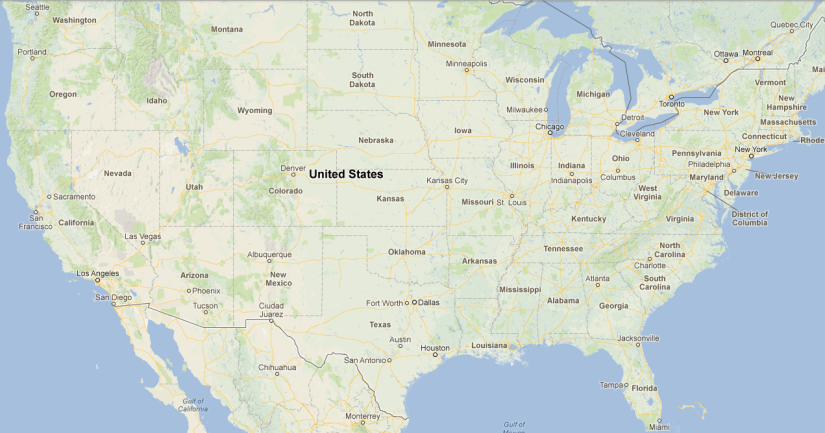 Seattle
Washington
Montana
North
Dakota
Minnesota
Quebec City
Portland
Minneapolis
Ottawa
Montreal
Mai
South
Dakota
Wisconsin
Michigan
Vermont
Oregon
Idaho
Wyoming
Milwaukee
Toronto
New
Hampshire
New York
Detroit
Massachusetts
Chicago
Iowa
Nebraska
Cleveland
Connecticut
Rhode
New York
Pennsylvania
Ohio
Illinois
Indiana
Philadelphia
Nevada
Denver
United States
Utah
Colorado
Kansas City
Indianapolis
Columbus
Maryland
New Jersey
Delaware
West
Virginia
Sacramento
Kansas
Missouri
St. Louis
San
Francisco
California
Kentucky
Virginia
District of
Columbia
Las Vegas
Albuquerque
Oklahoma
Tennessee
North
Carolina
Arkansas
Charlotte
Los Angeles
Arizona
New
Mexico
Atlanta
South
Carolina
Phoenix
Mississippi
San Diego
Tucson
Ciudad
Juarez
Fort Worth
Dallas
Alabama
Georgia
Texas
Austin
Houston
Louisiana
Jacksonville
San Antonio
Chihuahua
Tampa
Florida
Gulf of
California
Monterrey
Gulf of
Miami